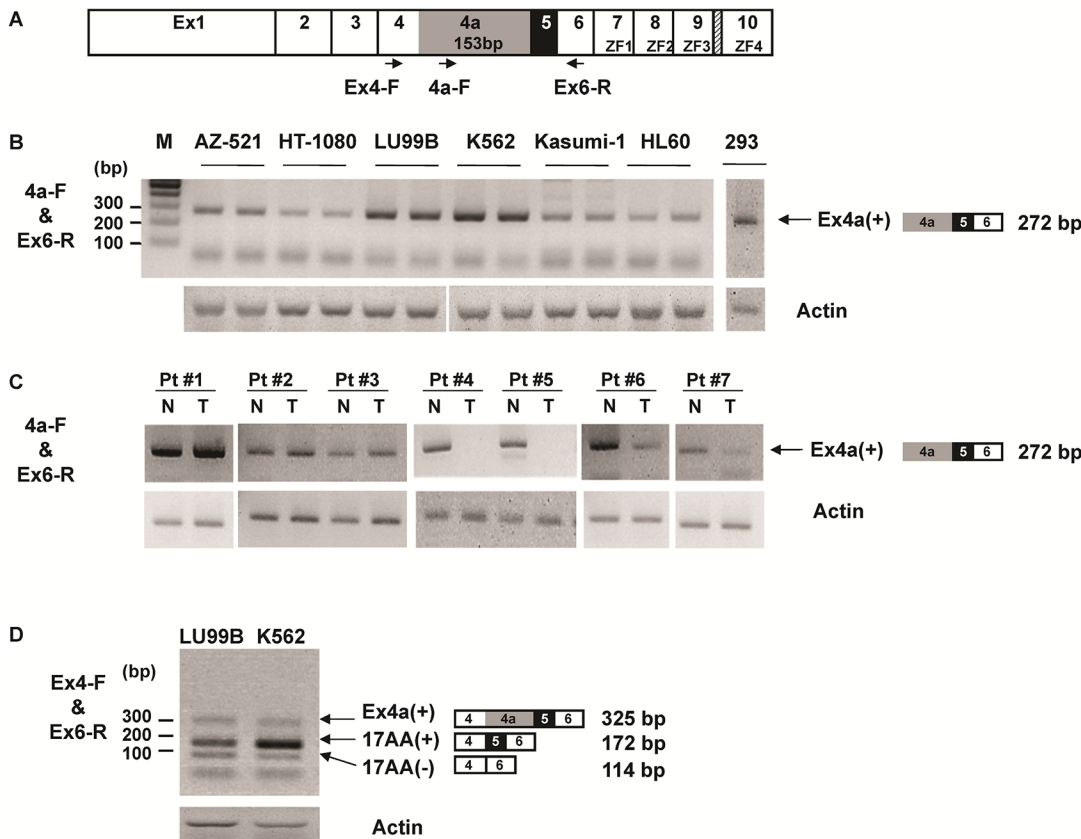 A
Ex1 2 3 4 4a 5 6 7 8 9 10
153bp ZF1 ZF2 ZF3 ZF4
Ex4-F 4a-F Ex6-R
B
M AZ-521 HT-1080 LU99B K562 Kasumi-1 HL60 293
(bp)
4a-F
&
Ex6-R
300
200
100
Ex4a(+) 4a 5 6 272 bp
Actin
C
Pt #1 Pt #2 Pt #3 Pt #4 Pt #5 Pt #6 Pt #7
N T N T N T N T N T N T N T
4a-F
&
Ex6-R
Ex4a(+) 4a 5 6 272 bp
Actin
D
LU99B K562
(bp)
Ex4-F
&
Ex6-R
300
200
100
Ex4a(+) 4 4a 5 6 325 bp
17AA(+) 4 5 6 172 bp
17AA(-) 4 6 114 bp
Actin